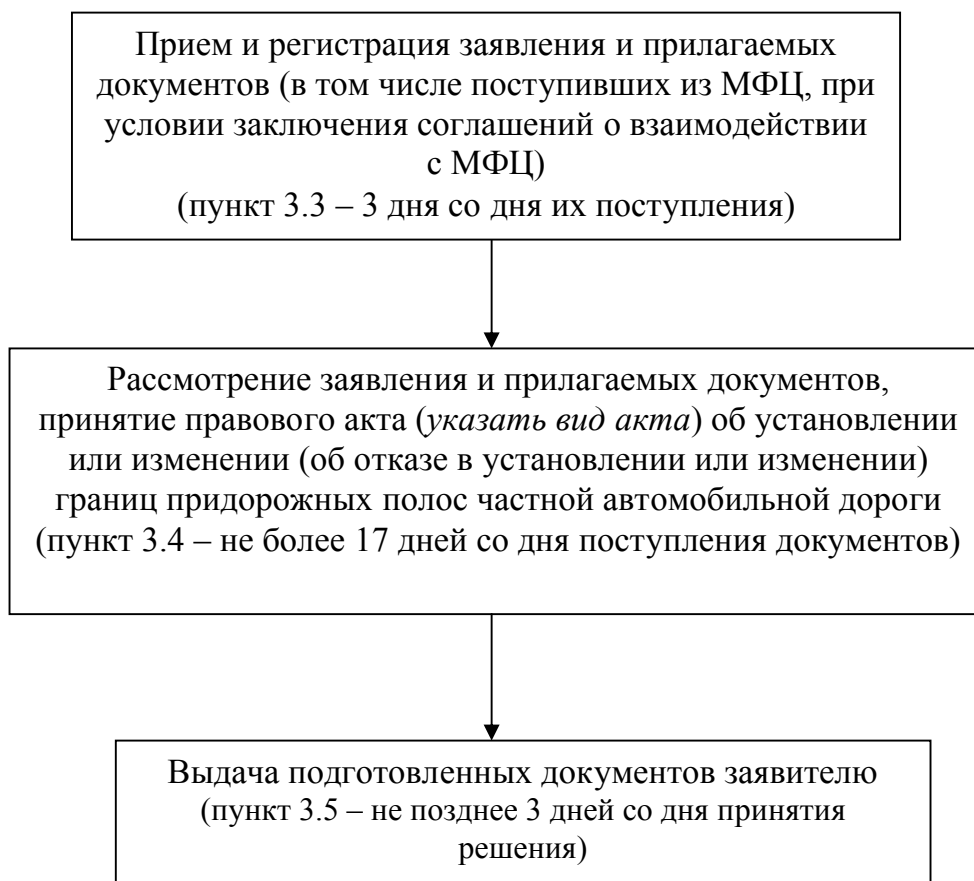 Прием и регистрация заявления и прилагаемых
документов (в том числе поступивших из МФЦ, при
условии заключения соглашений о взаимодействии
с МФЦ)
(пункт 3.3 – 3 дня со дня их поступления)
Рассмотрение заявления и прилагаемых документов,
принятие правового акта (указать вид акта) об установлении
или изменении (об отказе в установлении или изменении)
границ придорожных полос частной автомобильной дороги
(пункт 3.4 – не более 17 дней со дня поступления документов)
Выдача подготовленных документов заявителю
(пункт 3.5 – не позднее 3 дней со дня принятия
решения)